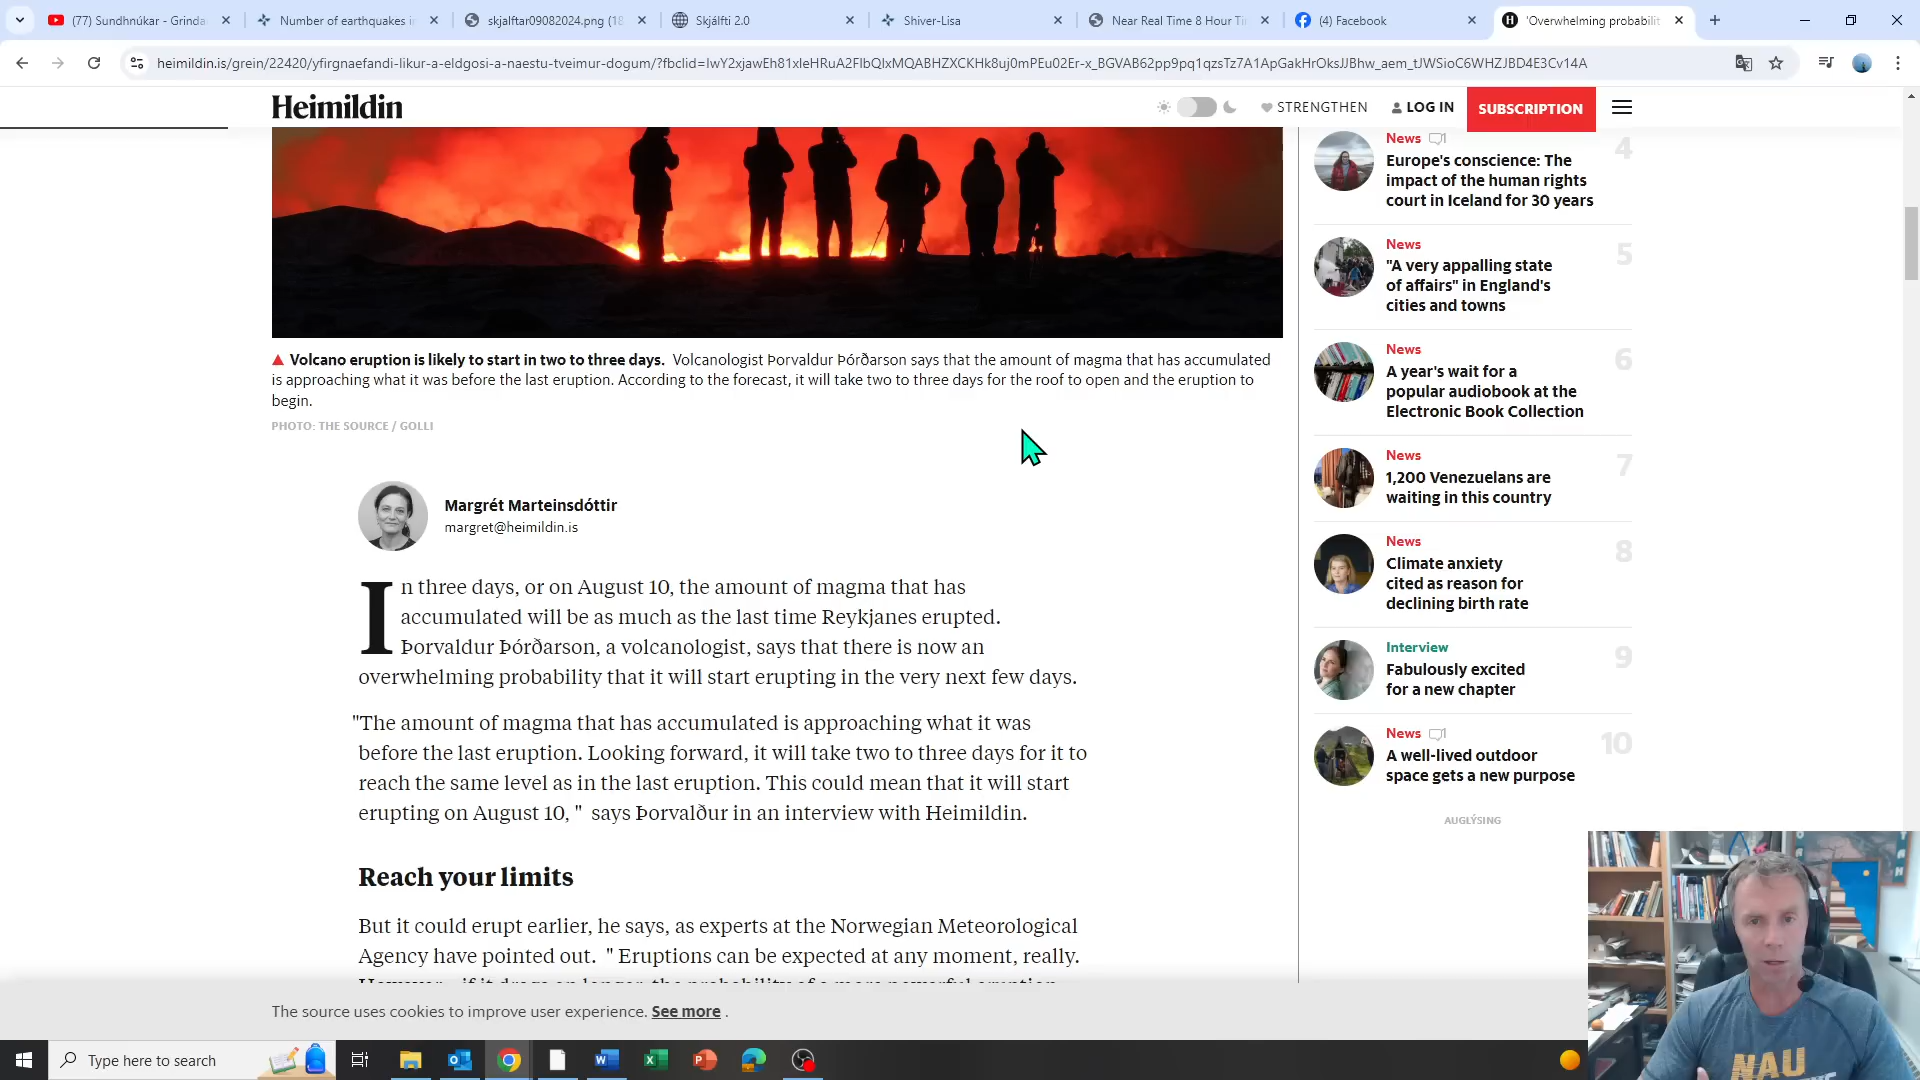 (77) Sundhnúkar - Grinda
Number of earthquakes i
skjalftar09082024.png (18
Skjálfti 2.0
Shiver-Lisa
Near Real Time 8 Hour Ti
(4) Facebook
'Overwhelming probabilit
heimildin.is/grein/22420/yfirgnaefandi-likur-a-eldgosi-a-naestu-tveimur-dogum/?fbclid=IwY2xjawEh81xleHRuA2FlbQIxMQABHZXCKHk8uj0mPEu02Er-x_BGVAB62pp9pq1qzsTz7A1ApGakHrOksJJBhw_aem_tJWSioC6WHZJBD4E3Cv14A
Heimildin
STRENGTHEN
LOG IN
SUBSCRIPTION
Volcano eruption is likely to start in two to three days. Volcanologist Þorvaldur Þórðarson says that the amount of magma that has accumulated
is approaching what it was before the last eruption. According to the forecast, it will take two to three days for the roof to open and the eruption to
begin.
PHOTO: THE SOURCE / GOLLI
Margrét Marteinsdóttir
margret@heimildin.is
In three days, or on August 10, the amount of magma that has
accumulated will be as much as the last time Reykjanes erupted.
Þorvaldur Þórðarson, a volcanologist, says that there is now an
overwhelming probability that it will start erupting in the very next few days.
"The amount of magma that has accumulated is approaching what it was
before the last eruption. Looking forward, it will take two to three days for it to
reach the same level as in the last eruption. This could mean that it will start
erupting on August 10, " says Þorvalður in an interview with Heimildin.
Reach your limits
But it could erupt earlier, he says, as experts at the Norwegian Meteorological
Agency have pointed out. " Eruptions can be expected at any moment, really.
However, if it drags on longer, the probability of a more powerful eruption
News 1
4
Europe's conscience: The
impact of the human rights
court in Iceland for 30 years
News
5
"A very appalling state
of affairs" in England's
cities and towns
News
6
A year's wait for a
popular audiobook at the
Electronic Book Collection
News
7
1,200 Venezuelans are
waiting in this country
News
8
Climate anxiety
cited as reason for
declining birth rate
Interview
9
Fabulously excited
for a new chapter
News 1
10
A well-lived outdoor
space gets a new purpose
AUGLÝSING
The source uses cookies to improve user experience. See more .
Type here to search
NAU